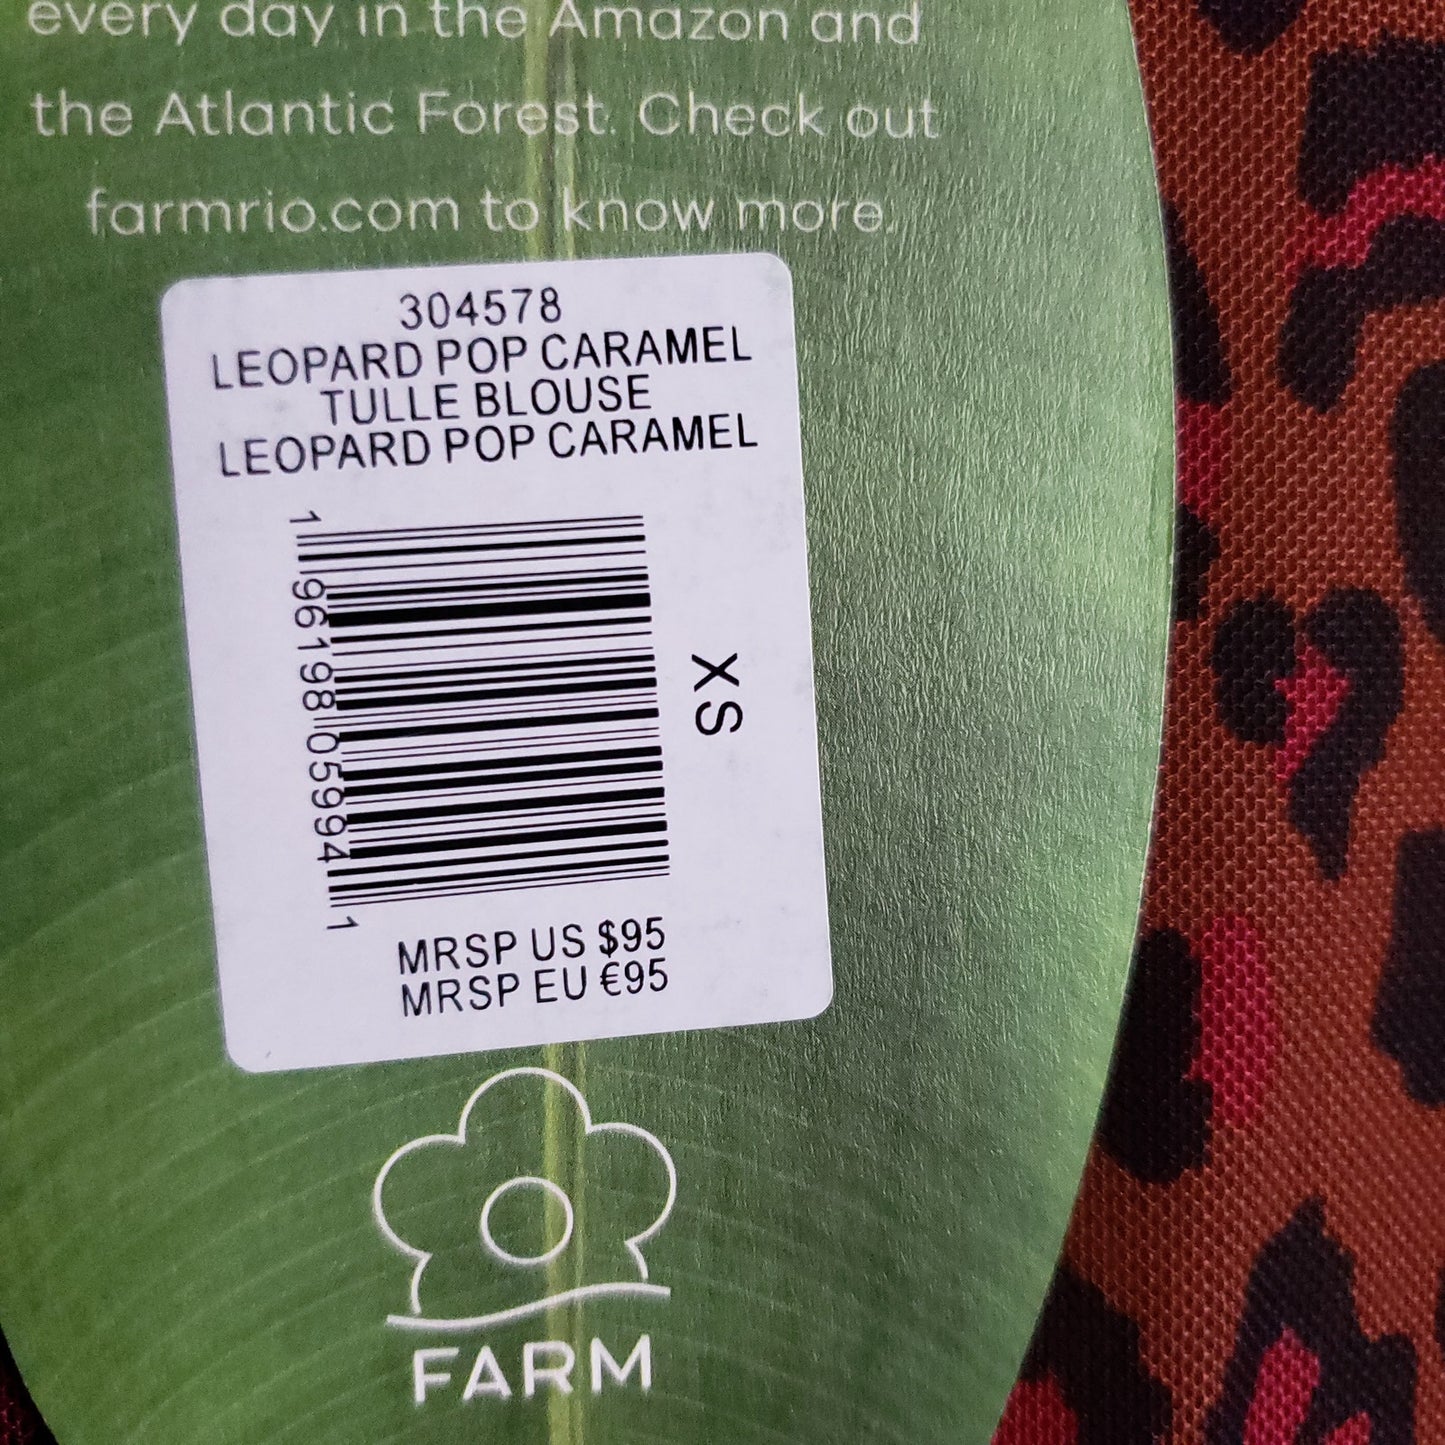 every day in the Amazon and
the Atlantic Forest. Check out
farmrio.com to know more.
304578
LEOPARD POP CARAMEL
TULLE BLOUSE
LEOPARD POP CARAMEL
1 96198 05994 1
XS
MRSP US $95
MRSP EU €95
FARM